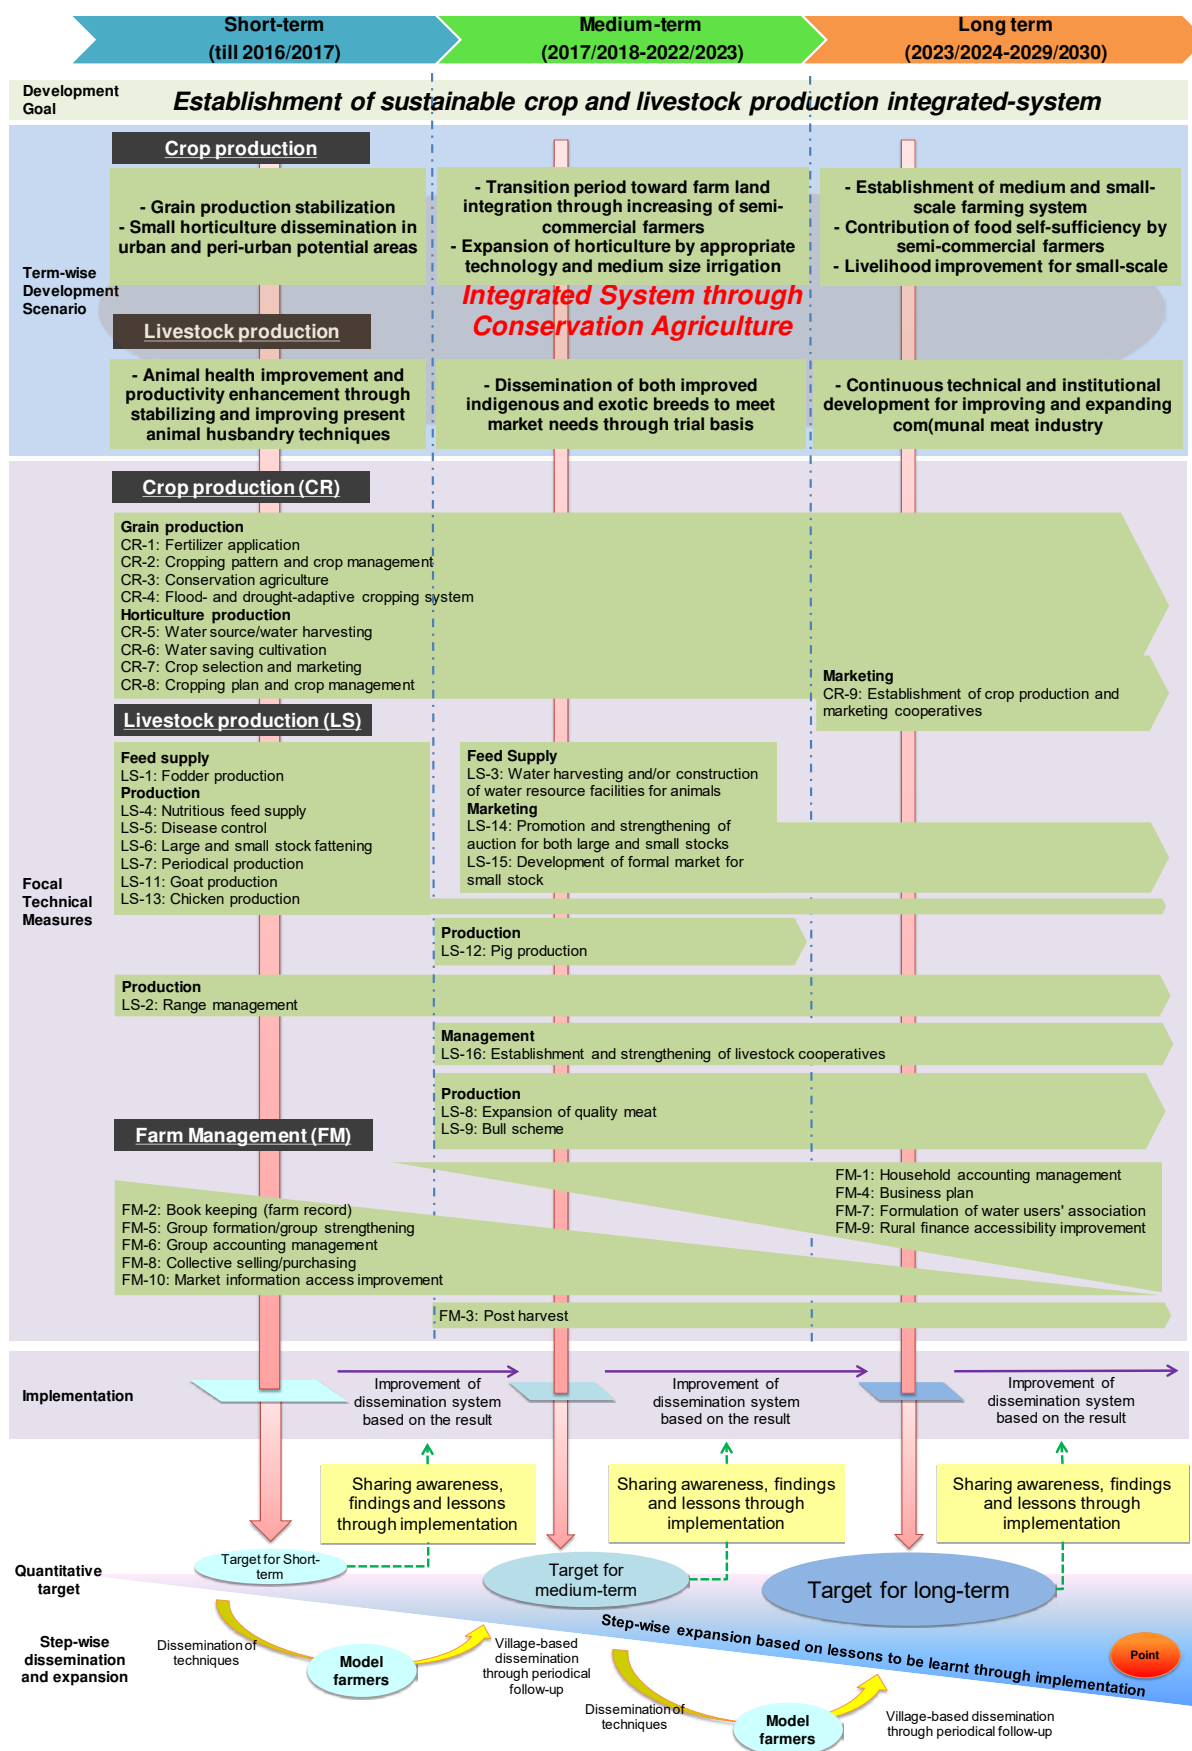 Short-term
(till 2016/2017)
Medium-term
(2017/2018-2022/2023)
Long term
(2023/2024-2029/2030)
Development
Goal
Establishment of sustainable crop and livestock production integrated-system
Term-wise
Development
Scenario
Crop production
- Grain production stabilization
- Small horticulture dissemination in
urban and peri-urban potential areas
- Transition period toward farm land
integration through increasing of semi-
commercial farmers
- Expansion of horticulture by appropriate
technology and medium size irrigation
- Establishment of medium and small-
scale farming system
- Contribution of food self-sufficiency by
semi-commercial farmers
- Livelihood improvement for small-scale
Integrated System through
Conservation Agriculture
Livestock production
- Animal health improvement and
productivity enhancement through
stabilizing and improving present
animal husbandry techniques
- Dissemination of both improved
indigenous and exotic breeds to meet
market needs through trial basis
- Continuous technical and institutional
development for improving and expanding
com(munal meat industry
Focal
Technical
Measures
Crop production (CR)
Grain production
CR-1: Fertilizer application
CR-2: Cropping pattern and crop management
CR-3: Conservation agriculture
CR-4: Flood- and drought-adaptive cropping system
Horticulture production
CR-5: Water source/water harvesting
CR-6: Water saving cultivation
CR-7: Crop selection and marketing
CR-8: Cropping plan and crop management
Marketing
CR-9: Establishment of crop production and
marketing cooperatives
Livestock production (LS)
Feed supply
LS-1: Fodder production
Production
LS-4: Nutritious feed supply
LS-5: Disease control
LS-6: Large and small stock fattening
LS-7: Periodical production
LS-11: Goat production
LS-13: Chicken production
Feed Supply
LS-3: Water harvesting and/or construction
of water resource facilities for animals
Marketing
LS-14: Promotion and strengthening of
auction for both large and small stocks
LS-15: Development of formal market for
small stock
Production
LS-12: Pig production
Production
LS-2: Range management
Management
LS-16: Establishment and strengthening of livestock cooperatives
Production
LS-8: Expansion of quality meat
LS-9: Bull scheme
Farm Management (FM)
FM-1: Household accounting management
FM-4: Business plan
FM-7: Formulation of water users' association
FM-9: Rural finance accessibility improvement
FM-2: Book keeping (farm record)
FM-5: Group formation/group strengthening
FM-6: Group accounting management
FM-8: Collective selling/purchasing
FM-10: Market information access improvement
FM-3: Post harvest
Implementation
Improvement of
dissemination system
based on the result
Improvement of
dissemination system
based on the result
Improvement of
dissemination system
based on the result
Sharing awareness,
findings and lessons
through implementation
Sharing awareness, findings
and lessons through
implementation
Sharing awareness, findings
and lessons through
implementation
Quantitative
target
Target for Short-
term
Target for
medium-term
Target for long-term
Step-wise expansion based on lessons to be learnt through implementation
Point
Step-wise
dissemination
and expansion
Dissemination of
techniques
Model
farmers
Village-based
dissemination
through periodical
follow-up
Dissemination of
techniques
Model
farmers
Village-based dissemination
through periodical follow-up